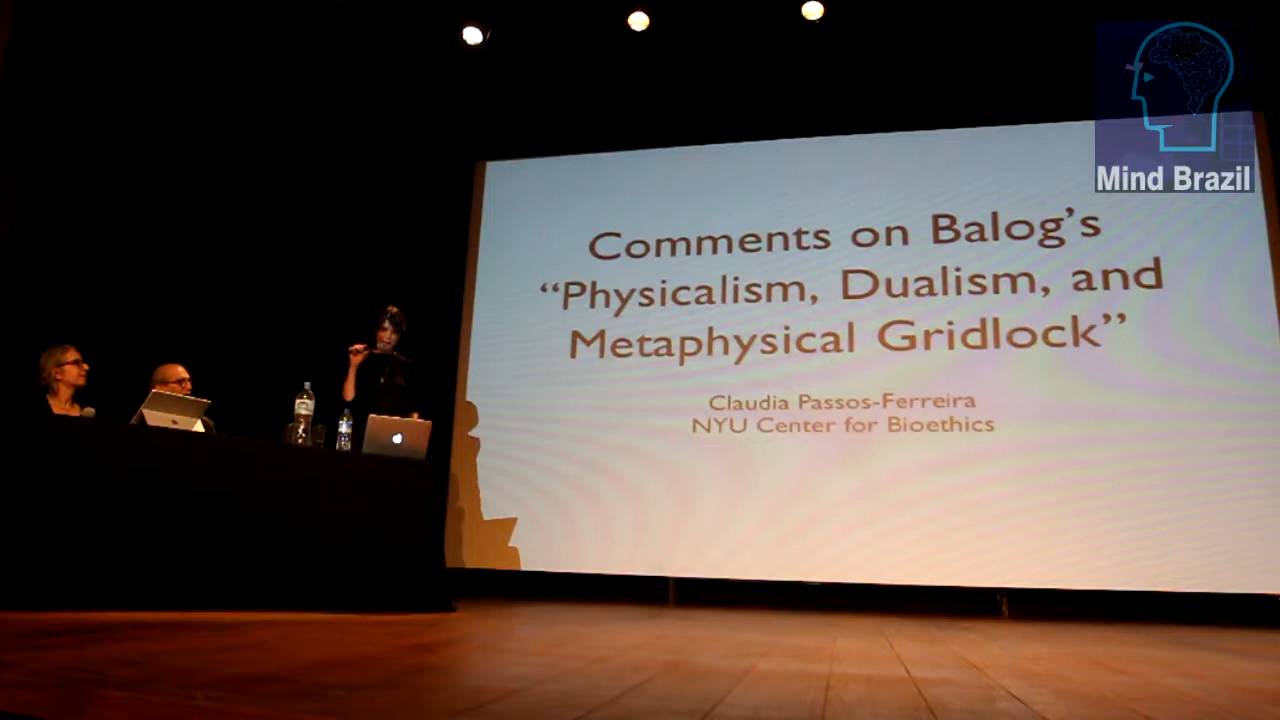 Mind Brazil
Comments on Balog’s
“Physicalism, Dualism, and
Metaphysical Gridlock”
Claudia Passos-Ferreira
NYU Center for Bioethics